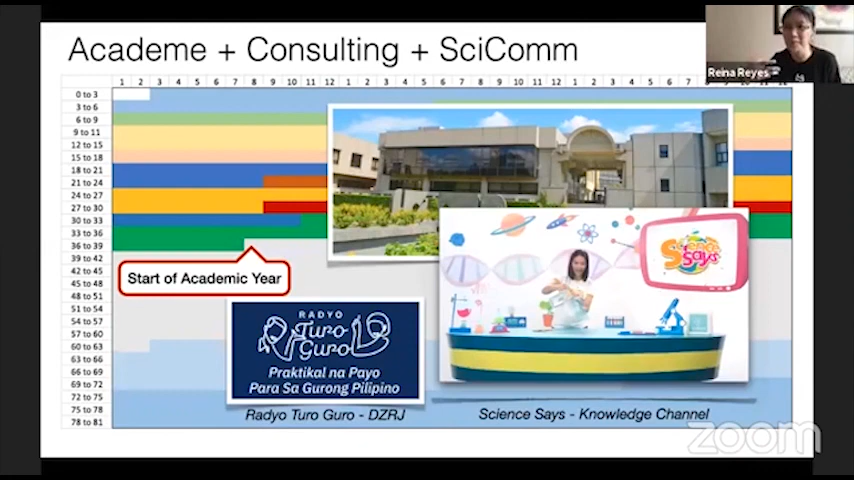 Academe + Consulting + SciComm
Reina Reyes
1 2 3 4 5 6 7 8 9 10 11 12 1 2 3 4 5 6 7 8 9 10 11 12 1 2 3 4 5 6 7
0 to 3
3 to 6
6 to 9
9 to 11
12 to 15
15 to 18
18 to 21
21 to 24
24 to 27
27 to 30
30 to 33
33 to 36
36 to 39
39 to 42
42 to 45
45 to 48
48 to 51
51 to 54
54 to 57
57 to 60
60 to 63
63 to 66
66 to 69
69 to 72
72 to 75
75 to 78
78 to 81
Start of Academic Year
Science
Says
RADYO
Turo
Guro
Praktikal na Payo
Para Sa Gurong Pilipino
Radyo Turo Guro - DZRJ
Science Says - Knowledge Channel
zoom